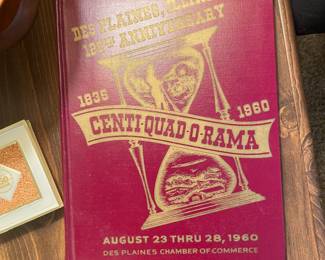 DES PLAINES, ILLINOIS
125TH ANNIVERSARY
1835 1960
CENTI-QUAD-O-RAMA
AUGUST 23 THRU 28, 1960
DES PLAINES CHAMBER OF COMMERCE